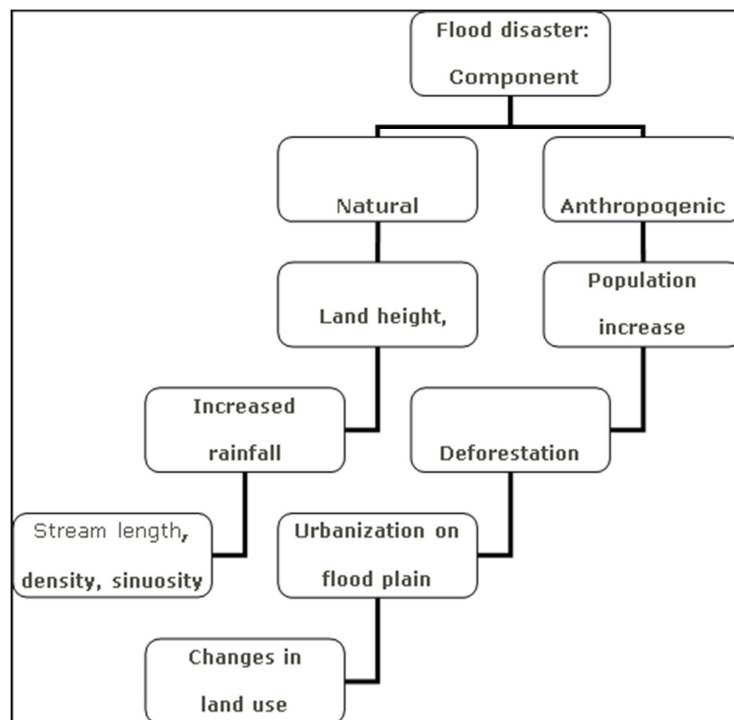 Flood disaster:
Component
Natural
Anthropogenic
Land height,
Population
increase
Increased
rainfall
Deforestation
Stream length,
density, sinuosity
Urbanization on
flood plain
Changes in
land use